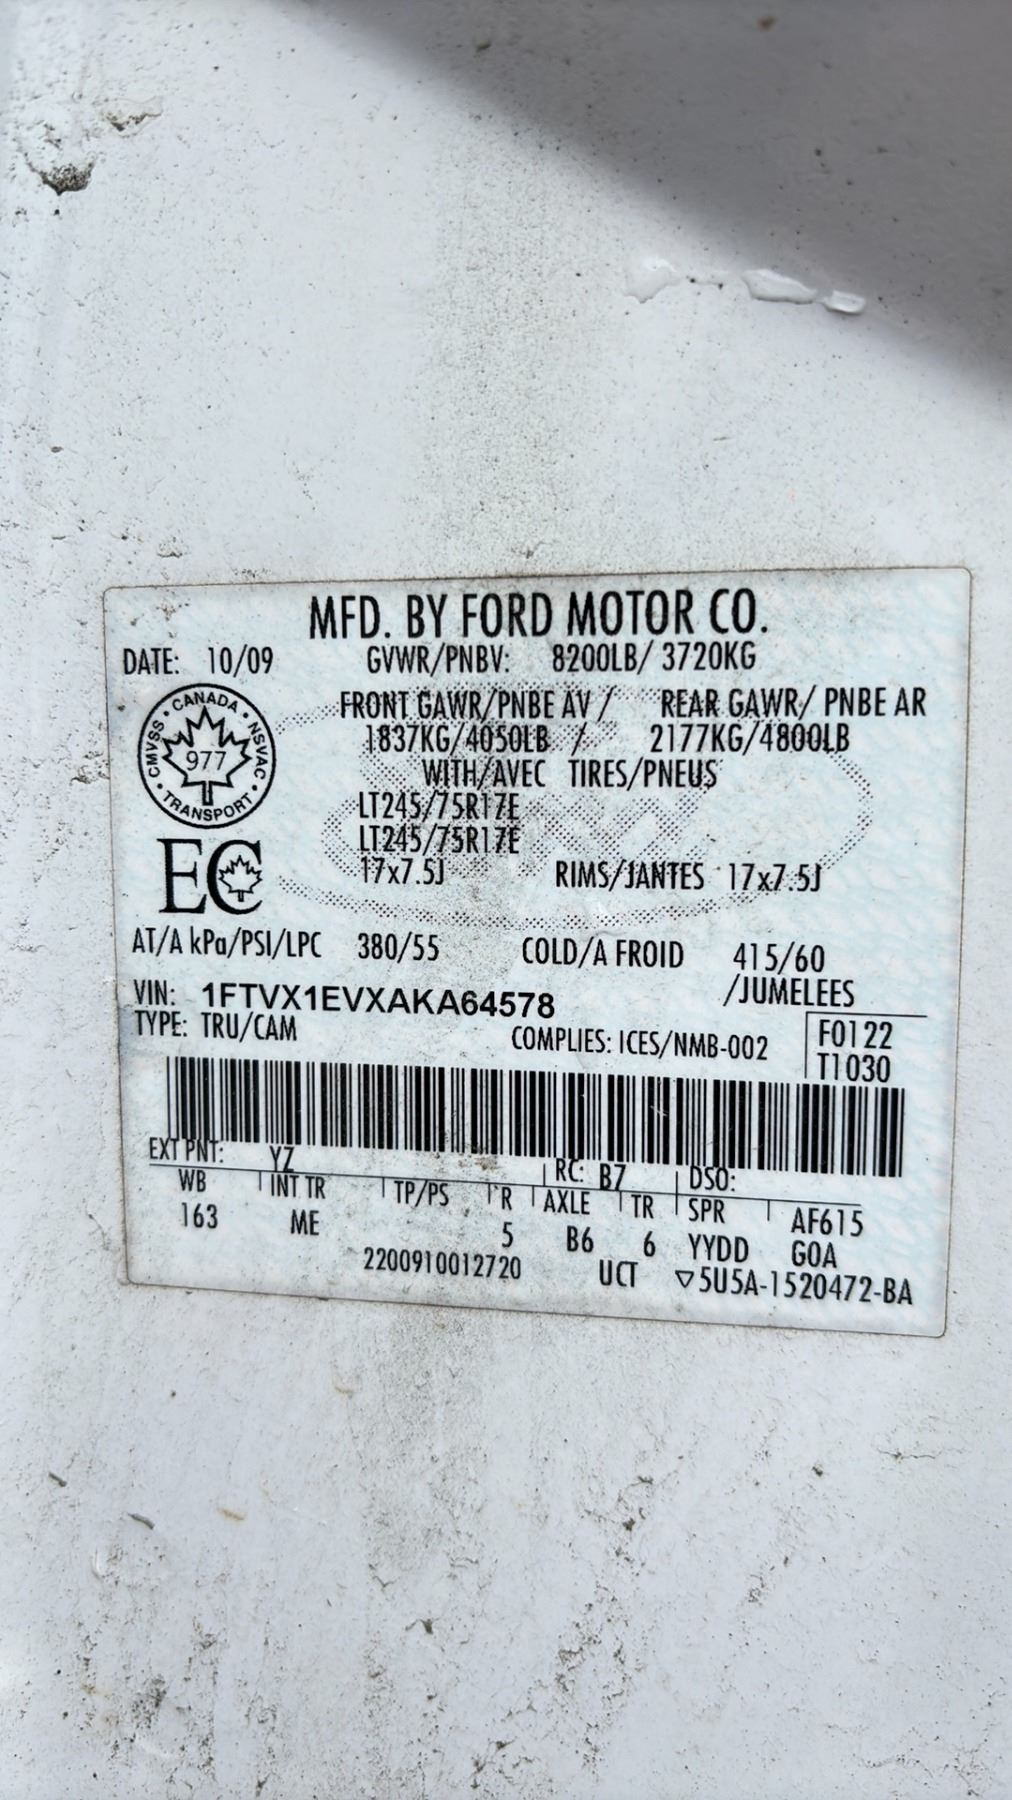 MFD. BY FORD MOTOR CO.
DATE: 10/09 GVWR/PNBV: 8200LB/ 3720KG
FRONT GAWR/PNBE AV / REAR GAWR/ PNBE AR
1837KG/4050LB / 2177KG/4800LB
WITH/AVEC TIRES/PNEUS
LT245/75R17E
LT245/75R17E
17x7.5J RIMS/JANTES 17x7.5J
CANADA · NSVAC · TRANSPORT · CMVSS ·
977
EC
AT/A kPa/PSI/LPC 380/55 COLD/A FROID 415/60
/JUMELEES
VIN: 1FTVX1EVXAKA64578
TYPE: TRU/CAM COMPLIES: ICES/NMB-002
F0122
T1030
EXT PNT: YZ RC: B7 DSO:
WB INT TR TP/PS R AXLE TR SPR AF615
163 ME 5 B6 6 YYDD GOA
2200910012720 UCT ▽5U5A-1520472-BA